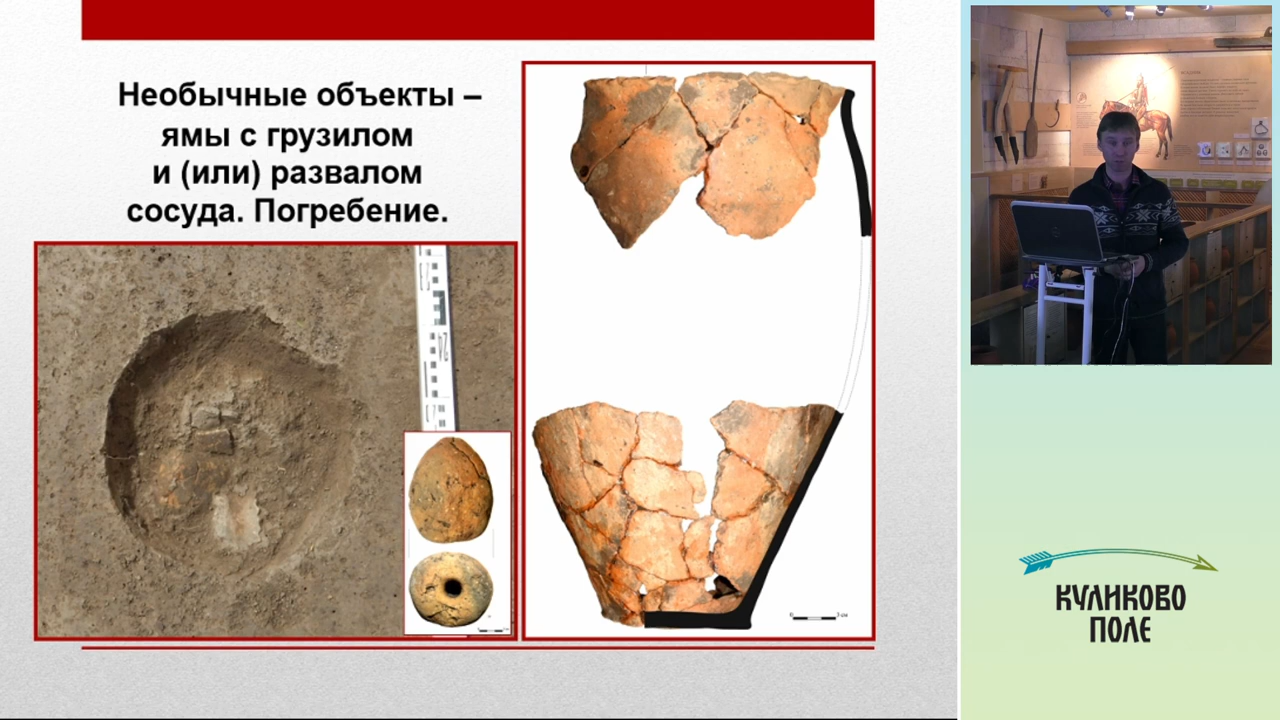 Необычные объекты –
ямы с грузилом
и (или) развалом
сосуда. Погребение.
КУЛИКОВО
ПОЛЕ